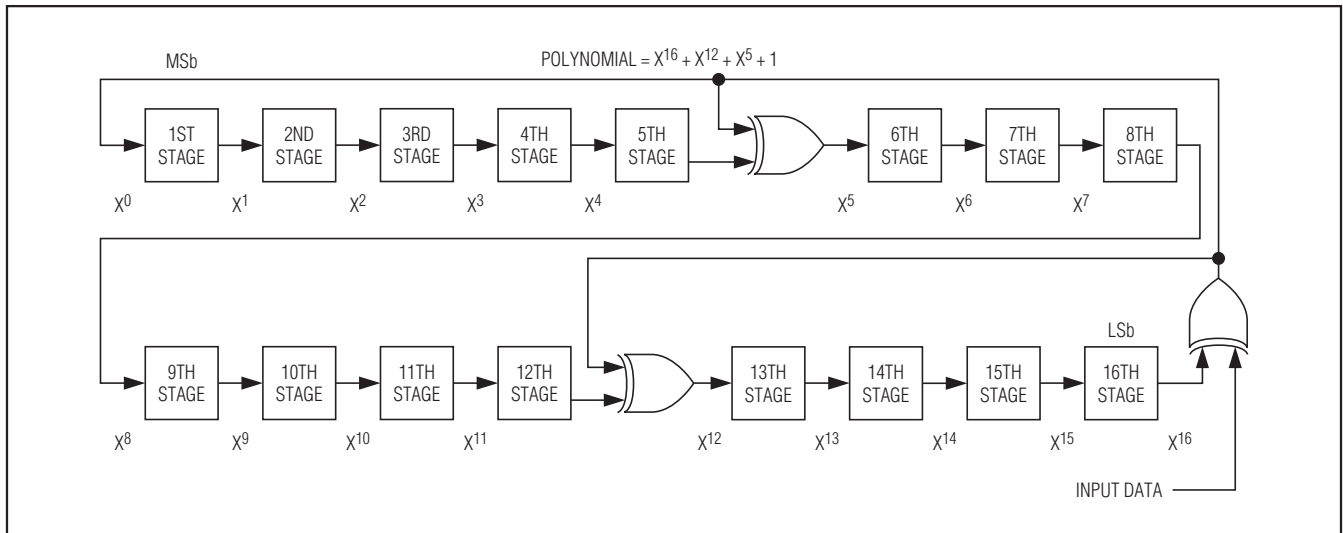 MSb
POLYNOMIAL = X¹⁶ + X¹² + X⁵ + 1
1ST
STAGE
2ND
STAGE
3RD
STAGE
4TH
STAGE
5TH
STAGE
6TH
STAGE
7TH
STAGE
8TH
STAGE
X⁰
X¹
X²
X³
X⁴
X⁵
X⁶
X⁷
LSb
9TH
STAGE
10TH
STAGE
11TH
STAGE
12TH
STAGE
13TH
STAGE
14TH
STAGE
15TH
STAGE
16TH
STAGE
X⁸
X⁹
X¹⁰
X¹¹
X¹²
X¹³
X¹⁴
X¹⁵
X¹⁶
INPUT DATA